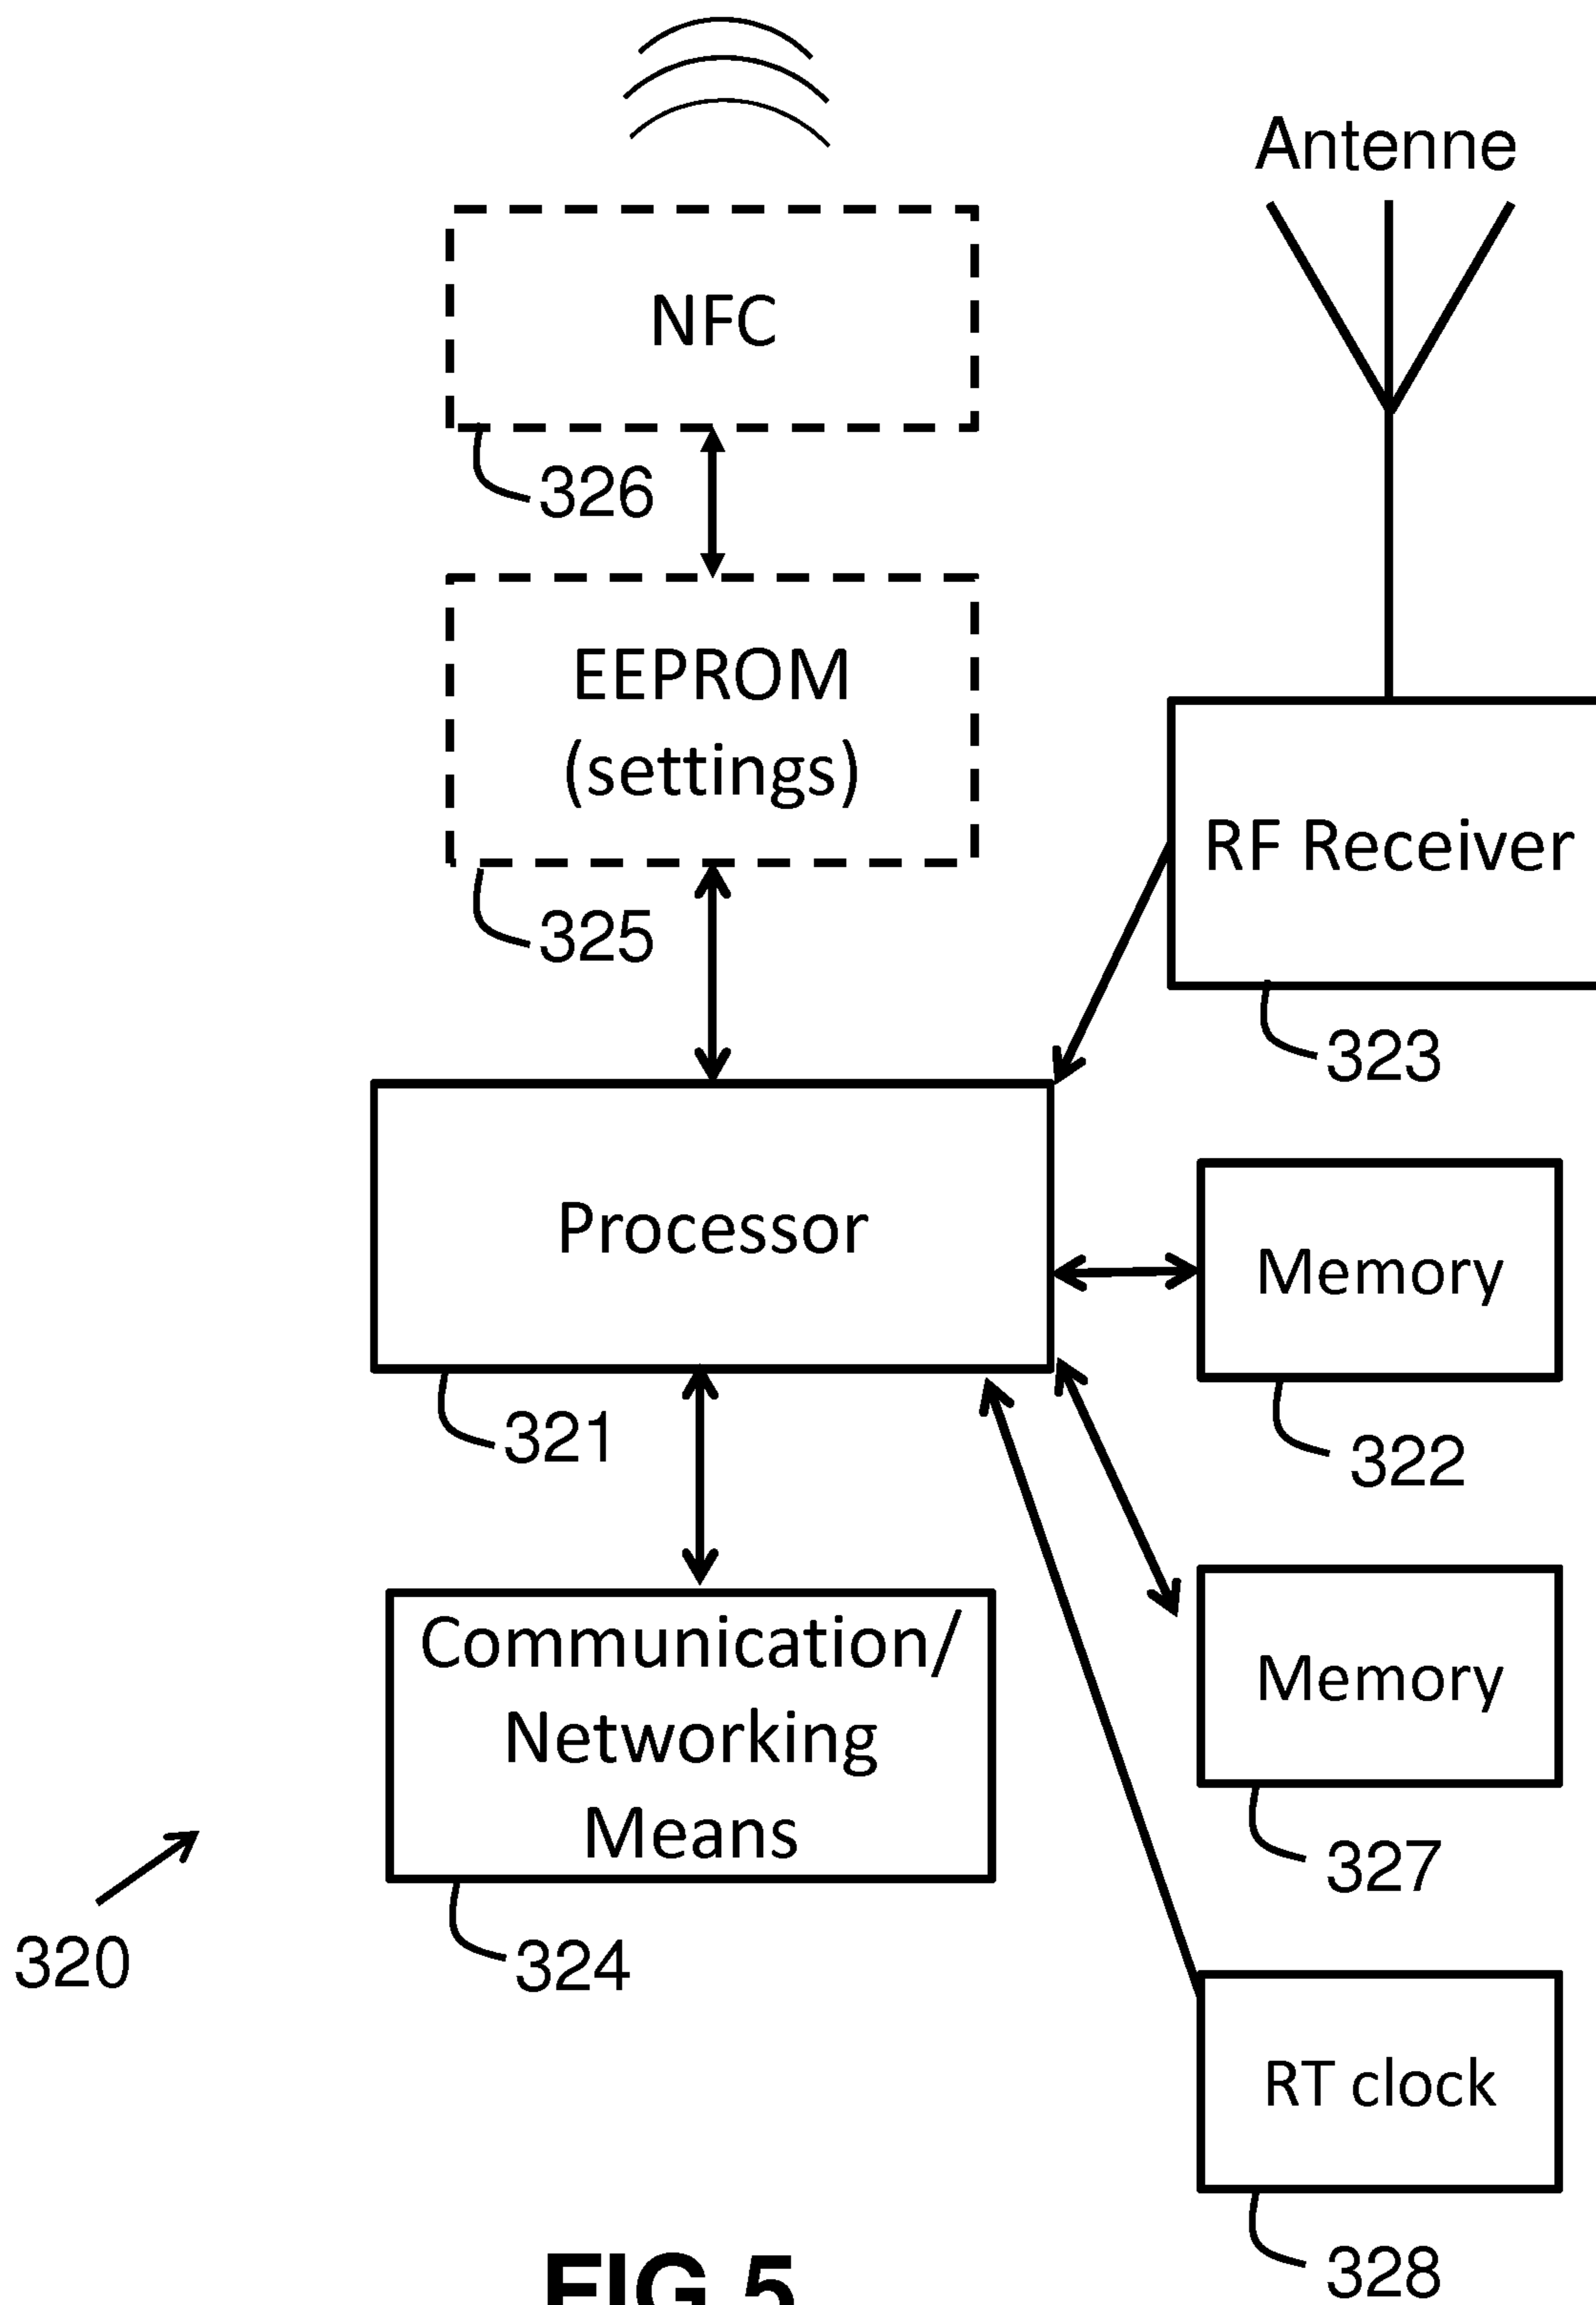 Antenne
NFC
326
EEPROM
(settings)
325
RF Receiver
323
Processor
321
Memory
322
Communication/
Networking
Means
324
Memory
327
320
RT clock
328
FIG 5